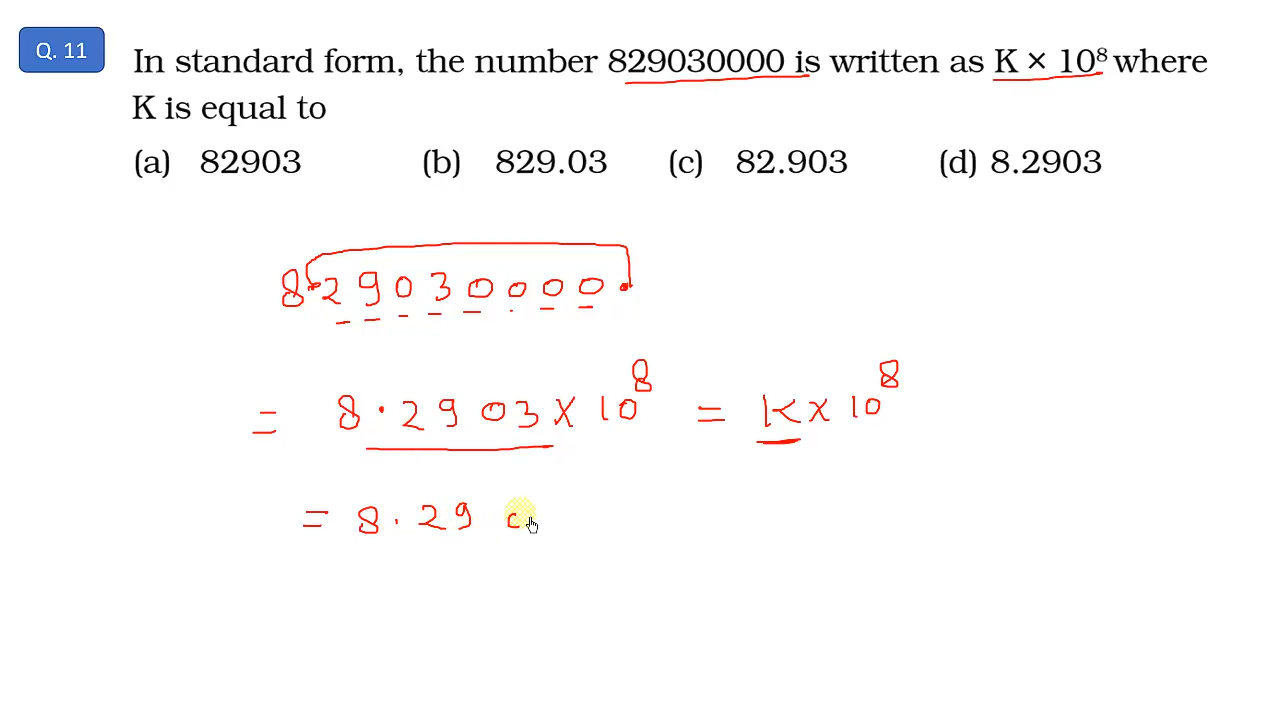 Q. 11
In standard form, the number 829030000 is written as K × 10⁸ where
K is equal to
(a) 82903 (b) 829.03 (c) 82.903 (d) 8.2903
8.29030000.
= 8.2903 × 10⁸ = K × 10⁸
= 8.29